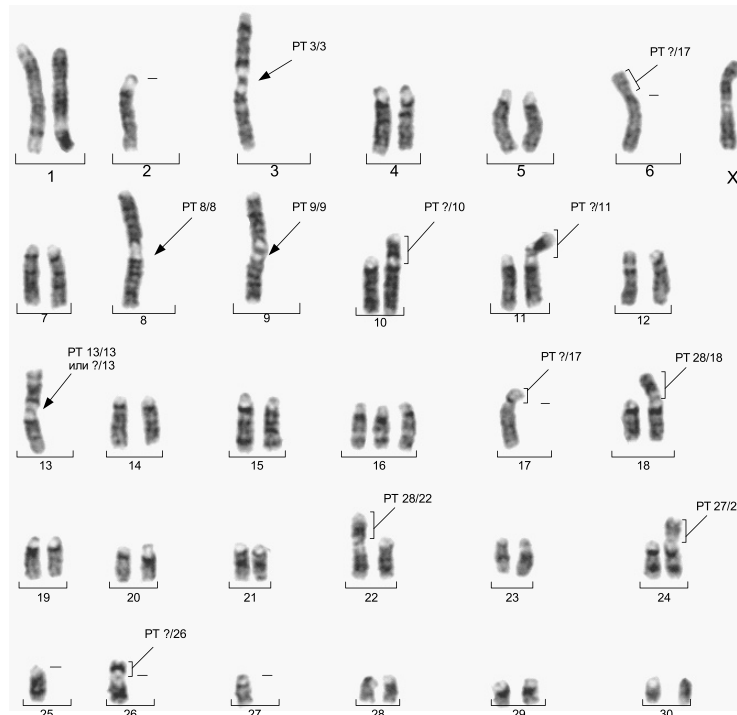 PT 3/3
PT ?/17
1
2
3
4
5
6
X
PT 8/8
PT 9/9
PT ?/10
PT ?/11
7
8
9
10
11
12
PT 13/13
или ?/13
PT ?/17
PT 28/18
13
14
15
16
17
18
PT 28/22
PT 27/2
19
20
21
22
23
24
PT ?/26
25
26
27
28
29
30